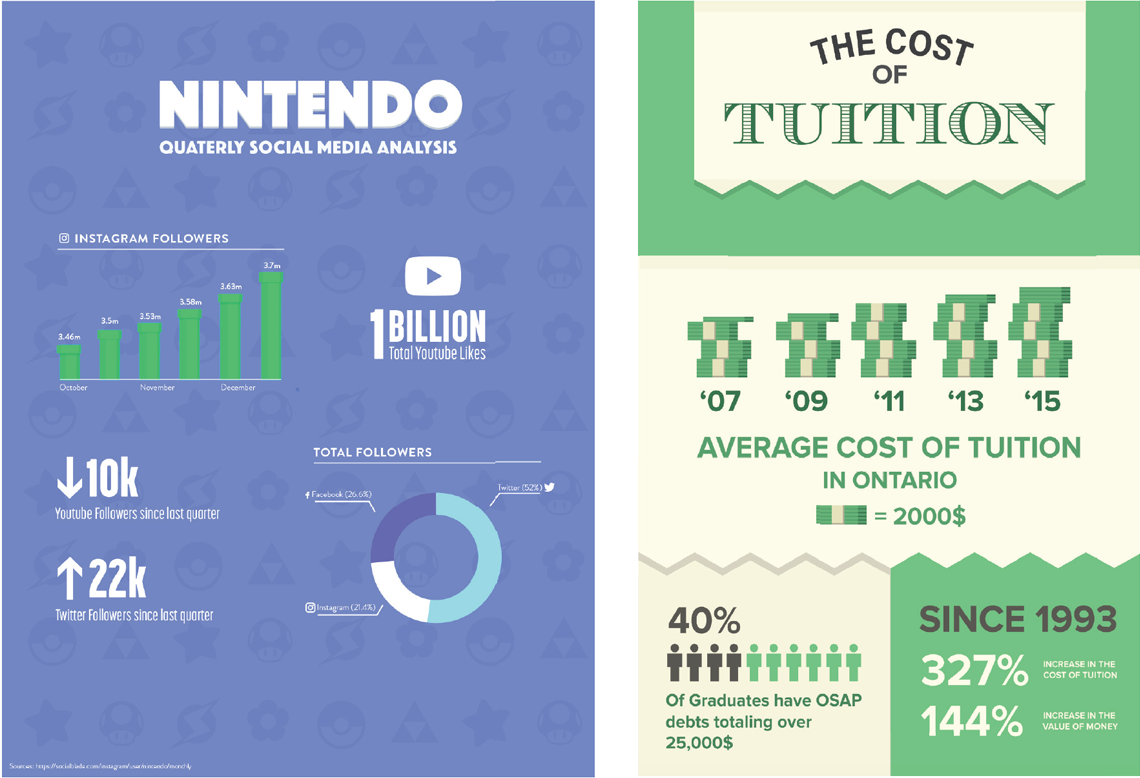 NINTENDO
QUATERLY SOCIAL MEDIA ANALYSIS
INSTAGRAM FOLLOWERS
3.46m
3.5m
3.53m
3.58m
3.63m
3.7m
October
November
December
1 BILLION
Total Youtube Likes
10k
Youtube Followers since last quarter
22k
Twitter Followers since last quarter
TOTAL FOLLOWERS
Facebook (26.6%)
Twitter (52%)
Instagram (21.4%)
Sources: https://socialblade.com/instagram/user/nintendo/monthly
THE COST
OF
TUITION
‘07
‘09
‘11
‘13
‘15
AVERAGE COST OF TUITION
IN ONTARIO
= 2000$
40%
Of Graduates have OSAP
debts totaling over
25,000$
SINCE 1993
327%
INCREASE IN THE
COST OF TUITION
144%
INCREASE IN THE
VALUE OF MONEY